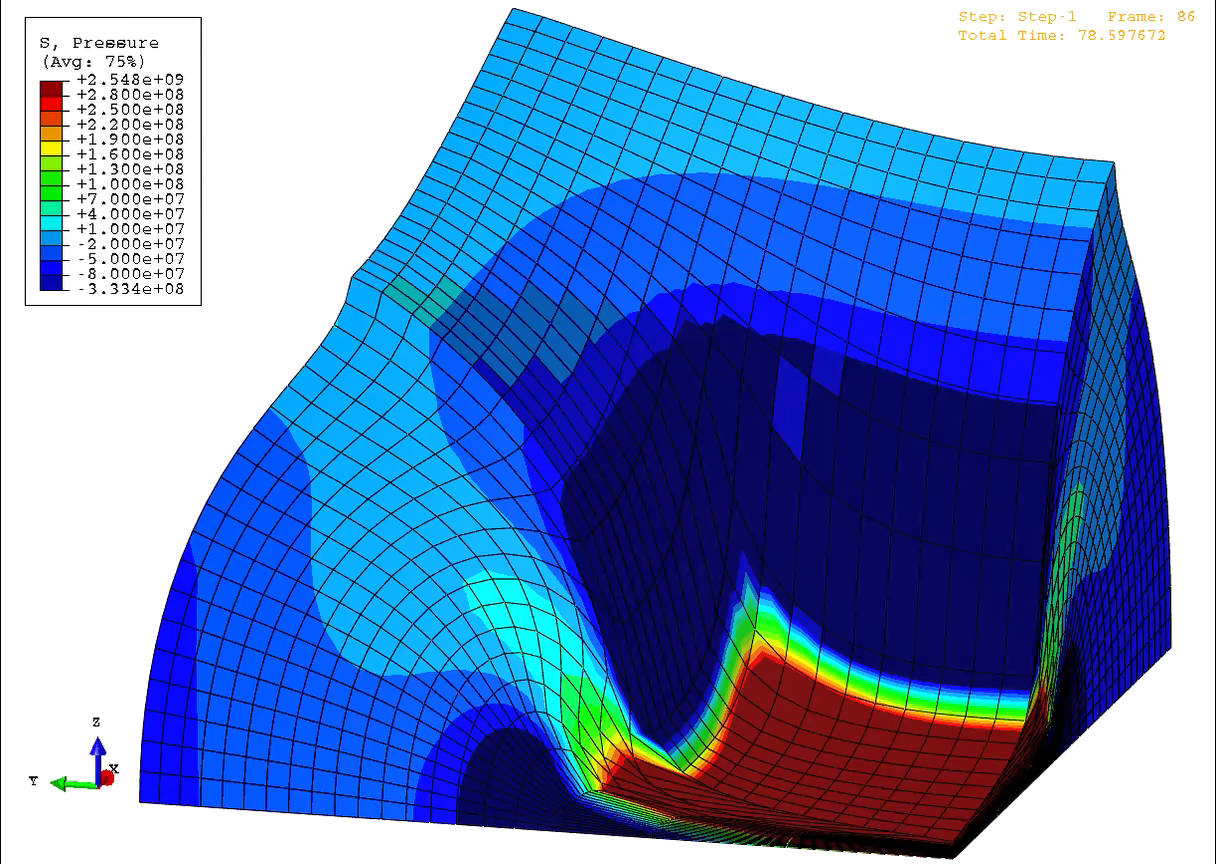 Step: Step-1 Frame: 86
Total Time: 78.597672
S, Pressure
(Avg: 75%)
+2.548e+09
+2.800e+08
+2.500e+08
+2.200e+08
+1.900e+08
+1.600e+08
+1.300e+08
+1.000e+08
+7.000e+07
+4.000e+07
+1.000e+07
-2.000e+07
-5.000e+07
-8.000e+07
-3.334e+08
Z
X
Y